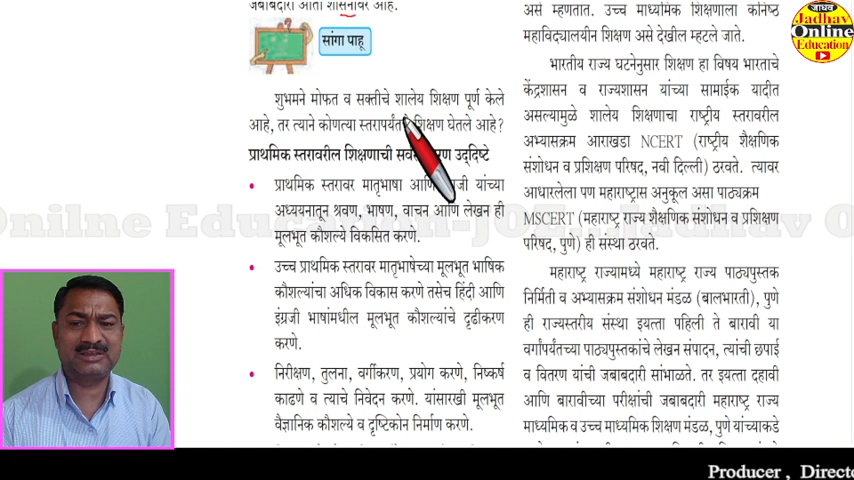 जबाबदारी आता शासनावर आहे.
सांगा पाहू
शुभमने मोफत व सक्तीचे शालेय शिक्षण पूर्ण केले
आहे, तर त्याने कोणत्या स्तरापर्यंतचे शिक्षण घेतले आहे?
प्राथमिक स्तरावरील शिक्षणाची उद्‌दिष्टे
• प्राथमिक स्तरावर मातृभाषा आणि यांच्या
अध्ययनातून श्रवण, भाषण, वाचन आणि लेखन ही
मूलभूत कौशल्ये विकसित करणे.
• उच्च प्राथमिक स्तरावर मातृभाषेच्या मूलभूत भाषिक
कौशल्यांचा अधिक विकास करणे तसेच हिंदी आणि
इंग्रजी भाषांमधील मूलभूत कौशल्यांचे दृढीकरण
करणे.
• निरीक्षण, तुलना, वर्गीकरण, प्रयोग करणे, निष्कर्ष
काढणे व त्याचे निवेदन करणे. यांसारखी मूलभूत
वैज्ञानिक कौशल्ये व दृष्टिकोन निर्माण करणे.
असे म्हणतात. उच्च माध्यमिक शिक्षणाला कनिष्ठ
महाविद्यालयीन शिक्षण असे देखील म्हटले जाते.
भारतीय राज्य घटनेनुसार शिक्षण हा विषय भारताचे
केंद्रशासन व राज्यशासन यांच्या सामाईक यादीत
असल्यामुळे शालेय शिक्षणाचा राष्ट्रीय स्तरावरील
अभ्यासक्रम आराखडा NCERT (राष्ट्रीय शैक्षणिक
संशोधन व प्रशिक्षण परिषद, नवी दिल्ली) ठरवते. त्यावर
आधारलेला पण महाराष्ट्रास अनुकूल असा पाठ्यक्रम
MSCERT (महाराष्ट्र राज्य शैक्षणिक संशोधन व प्रशिक्षण
परिषद, पुणे) ही संस्था ठरवते.
महाराष्ट्र राज्यामध्ये महाराष्ट्र राज्य पाठ्यपुस्तक
निर्मिती व अभ्यासक्रम संशोधन मंडळ (बालभारती), पुणे
ही राज्यस्तरीय संस्था इयत्ता पहिली ते बारावी या
वर्गांपर्यंतच्या पाठ्यपुस्तकांचे लेखन संपादन, त्यांची छपाई
व वितरण यांची जबाबदारी सांभाळते. तर इयत्ता दहावी
आणि बारावीच्या परीक्षांची जबाबदारी महाराष्ट्र राज्य
माध्यमिक व उच्च माध्यमिक शिक्षण मंडळ, पुणे यांच्याकडे
जाधव
Jadhav
Online
Education
Onilne Education-JOE Jadhav O
Producer , Directo